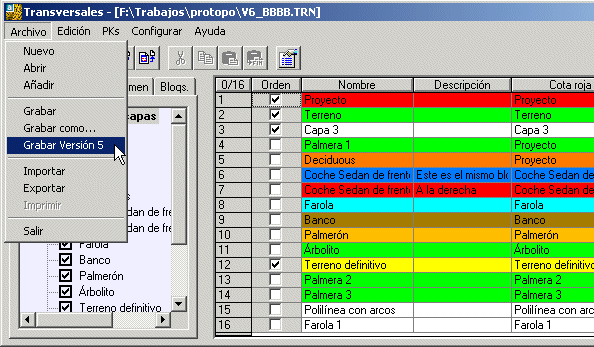 Transversales - [F:\Trabajos\protopo\V6_BBBB.TRN]
Archivo Edición PKs Configurar Ayuda
Nuevo
Abrir
Añadir
Grabar
Grabar como...
Grabar Versión 5
Importar
Exportar
Imprimir
Salir
men Bloqs.
capas
s
dan de fre
Sedan de fre
Farola
Banco
Palmerón
Árbolito
Terreno definitivo
0/16 Orden Nombre Descripción Cota roja
1 Proyecto Proyecto
2 Terreno Terreno
3 Capa 3 Capa 3
4 Palmera 1 Palmera 1
5 Deciduous Proyecto
6 Coche Sedan de frent Este es el mismo blo Coche Sedan de frent
7 Coche Sedan de frent A la derecha Coche Sedan de frent
8 Farola Farola
9 Banco Banco
10 Palmerón Palmerón
11 Árbolito Árbolito
12 Terreno definitivo Terreno definitivo
13 Palmera 2 Palmera 2
14 Palmera 3 Palmera 3
15 Polilínea con arcos Polilínea con arcos
16 Farola 1 Farola 1